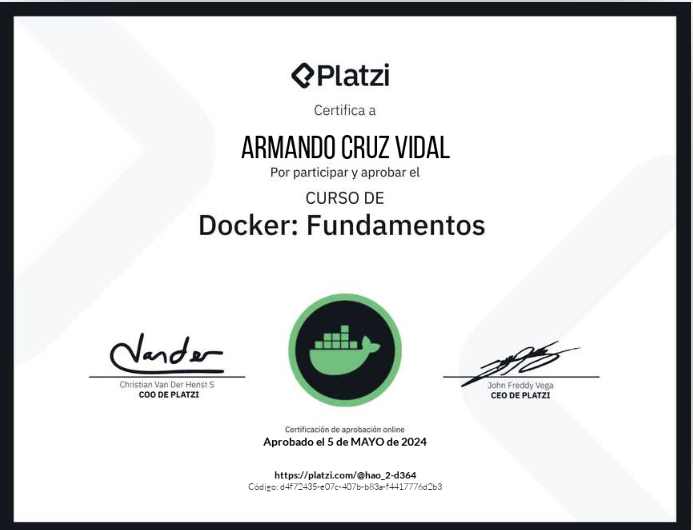 Platzi
Certifica a
ARMANDO CRUZ VIDAL
Por participar y aprobar el
CURSO DE
Docker: Fundamentos
Vander
Christian Van Der Henst S
COO DE PLATZI
John Freddy Vega
CEO DE PLATZI
Certificación de aprobación online
Aprobado el 5 de MAYO de 2024
https://platzi.com/@hao_2-d364
Código: d4f72435-e07c-407b-b83a-f4417776d2b3